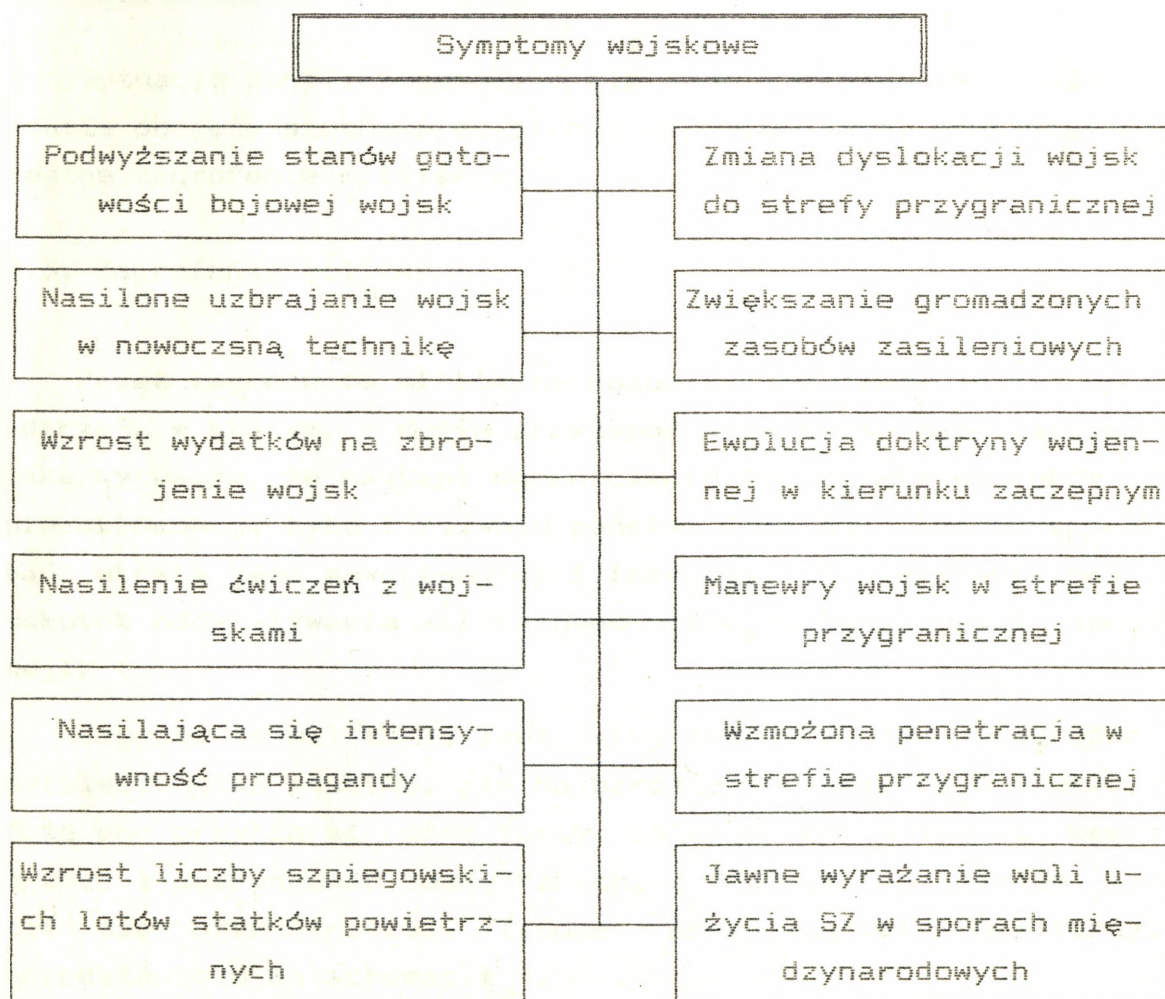 Symptomy wojskowe
Podwyższanie stanów goto-
wości bojowej wojsk
Zmiana dyslokacji wojsk
do strefy przygranicznej
Nasilone uzbrajanie wojsk
w nowoczsną technikę
Zwiększanie gromadzonych
zasobów zasileniowych
Wzrost wydatków na zbro-
jenie wojsk
Ewolucja doktryny wojen-
nej w kierunku zaczepnym
Nasilenie ćwiczeń z woj-
skami
Manewry wojsk w strefie
przygranicznej
Nasilająca się intensy-
wność propagandy
Wzmożona penetracja w
strefie przygranicznej
Wzrost liczby szpiegowski-
ch lotów statków powietrz-
nych
Jawne wyrażanie woli u-
życia SZ w sporach mię-
dzynarodowych